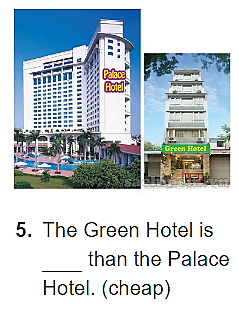 Palace
Hotel
Green Hotel
5. The Green Hotel is
____ than the Palace
Hotel. (cheap)